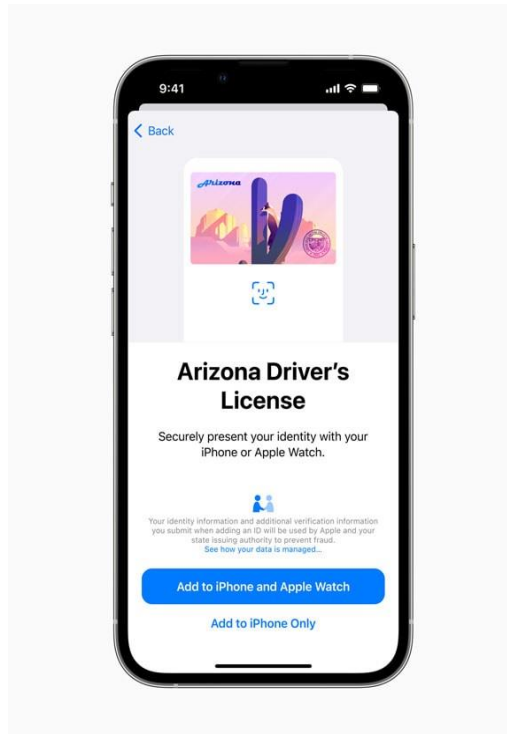 9:41
Back
Arizona
Arizona Driver's
License
Securely present your identity with your
iPhone or Apple Watch.
Your identity information and additional verification information
you submit when adding an ID will be used by Apple and your
state issuing authority to prevent fraud.
See how your data is managed...
Add to iPhone and Apple Watch
Add to iPhone Only